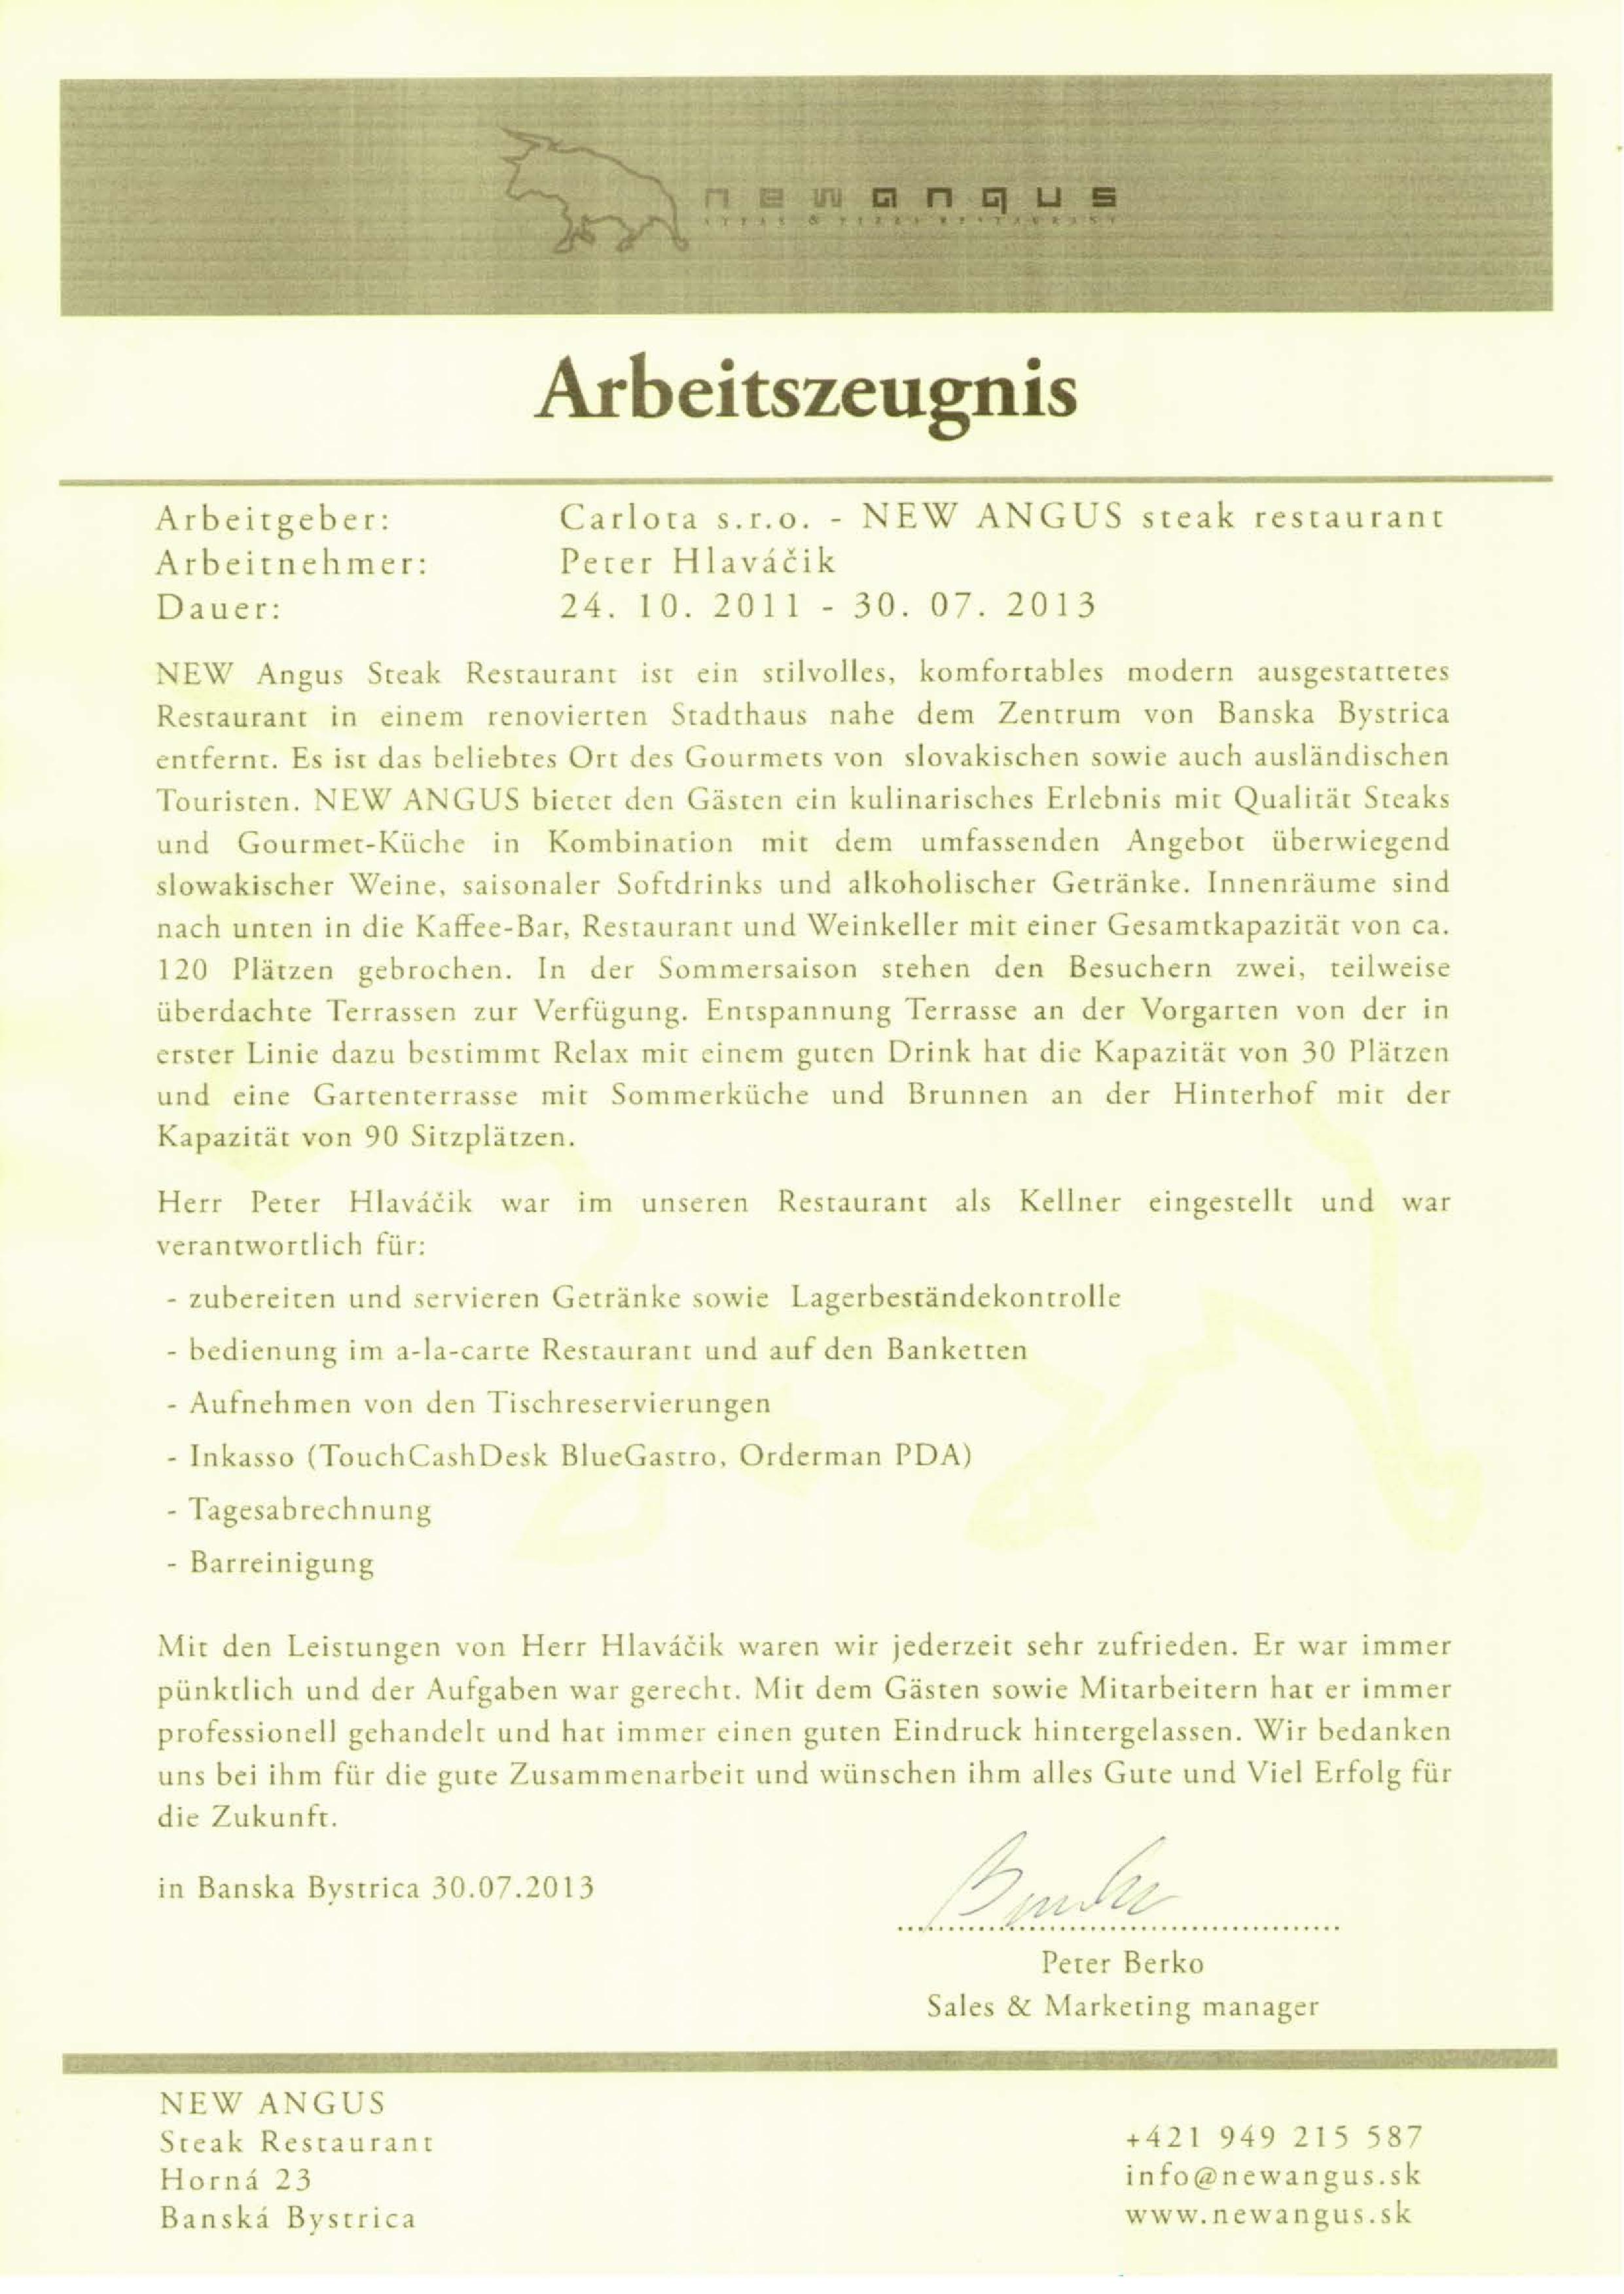 newangus
Arbeitszeugnis
Arbeitgeber: Carlota s.r.o. - NEW ANGUS steak restaurant
Arbeitnehmer: Peter Hlaváčik
Dauer: 24. 10. 2011 - 30. 07. 2013
NEW Angus Steak Restaurant ist ein stilvolles, komfortables modern ausgestattetes
Restaurant in einem renovierten Stadthaus nahe dem Zentrum von Banska Bystrica
entfernt. Es ist das beliebtes Ort des Gourmets von slovakischen sowie auch ausländischen
Touristen. NEW ANGUS bietet den Gästen ein kulinarisches Erlebnis mit Qualität Steaks
und Gourmet-Küche in Kombination mit dem umfassenden Angebot überwiegend
slowakischer Weine, saisonaler Softdrinks und alkoholischer Getränke. Innenräume sind
nach unten in die Kaffee-Bar, Restaurant und Weinkeller mit einer Gesamtkapazität von ca.
120 Plätzen gebrochen. In der Sommersaison stehen den Besuchern zwei, teilweise
überdachte Terrassen zur Verfügung. Entspannung Terrasse an der Vorgarten von der in
erster Linie dazu bestimmt Relax mit einem guten Drink hat die Kapazität von 30 Plätzen
und eine Gartenterrasse mit Sommerküche und Brunnen an der Hinterhof mit der
Kapazität von 90 Sitzplätzen.
Herr Peter Hlaváčik war im unseren Restaurant als Kellner eingestellt und war
verantwortlich für:
- zubereiten und servieren Getränke sowie Lagerbeständekontrolle
- bedienung im a-la-carte Restaurant und auf den Banketten
- Aufnehmen von den Tischreservierungen
- Inkasso (TouchCashDesk BlueGastro, Orderman PDA)
- Tagesabrechnung
- Barreinigung
Mit den Leistungen von Herr Hlaváčik waren wir jederzeit sehr zufrieden. Er war immer
pünktlich und der Aufgaben war gerecht. Mit dem Gästen sowie Mitarbeitern hat er immer
professionell gehandelt und hat immer einen guten Eindruck hintergelassen. Wir bedanken
uns bei ihm für die gute Zusammenarbeit und wünschen ihm alles Gute und Viel Erfolg für
die Zukunft.
in Banska Bystrica 30.07.2013
Peter Berko
Sales & Marketing manager
NEW ANGUS
Steak Restaurant
Horná 23
Banská Bystrica
+421 949 215 587
info@newangus.sk
www.newangus.sk